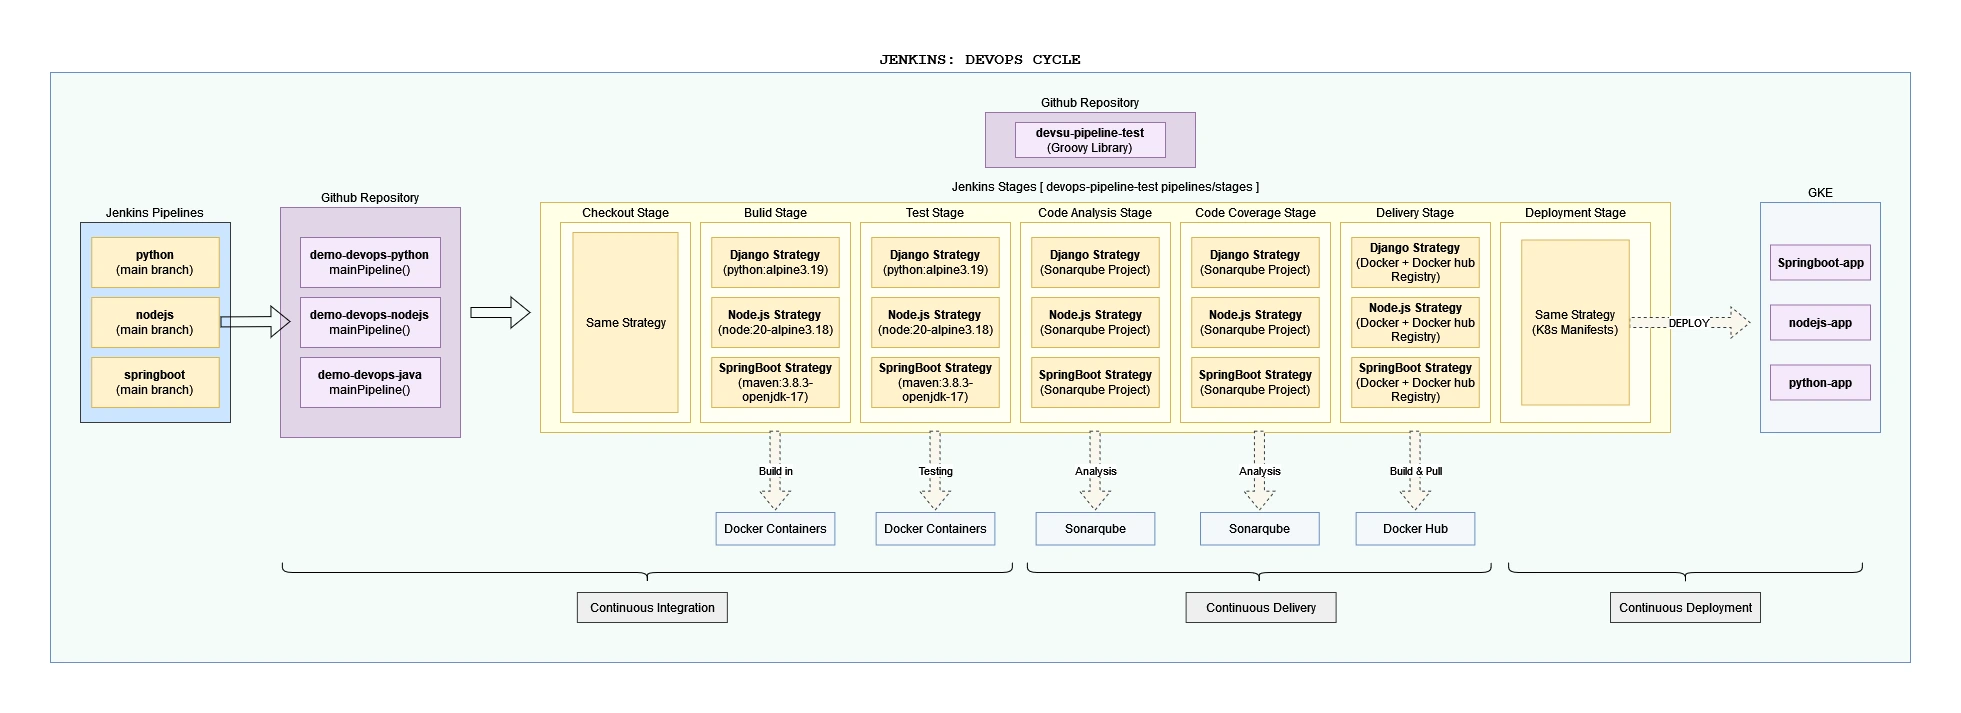 JENKINS: DEVOPS CYCLE
Github Repository
devsu-pipeline-test
(Groovy Library)
Jenkins Stages [ devops-pipeline-test pipelines/stages ]
Jenkins Pipelines
python
(main branch)
nodejs
(main branch)
springboot
(main branch)
Github Repository
demo-devops-python
mainPipeline()
demo-devops-nodejs
mainPipeline()
demo-devops-java
mainPipeline()
Checkout Stage
Same Strategy
Bulid Stage
Django Strategy
(python:alpine3.19)
Node.js Strategy
(node:20-alpine3.18)
SpringBoot Strategy
(maven:3.8.3-
openjdk-17)
Test Stage
Django Strategy
(python:alpine3.19)
Node.js Strategy
(node:20-alpine3.18)
SpringBoot Strategy
(maven:3.8.3-
openjdk-17)
Code Analysis Stage
Django Strategy
(Sonarqube Project)
Node.js Strategy
(Sonarqube Project)
SpringBoot Strategy
(Sonarqube Project)
Code Coverage Stage
Django Strategy
(Sonarqube Project)
Node.js Strategy
(Sonarqube Project)
SpringBoot Strategy
(Sonarqube Project)
Delivery Stage
Django Strategy
(Docker + Docker hub
Registry)
Node.js Strategy
(Docker + Docker hub
Registry)
SpringBoot Strategy
(Docker + Docker hub
Registry)
Deployment Stage
Same Strategy
(K8s Manifests)
DEPLOY
GKE
Springboot-app
nodejs-app
python-app
Build in
Testing
Analysis
Analysis
Build & Pull
Docker Containers
Docker Containers
Sonarqube
Sonarqube
Docker Hub
Continuous Integration
Continuous Delivery
Continuous Deployment